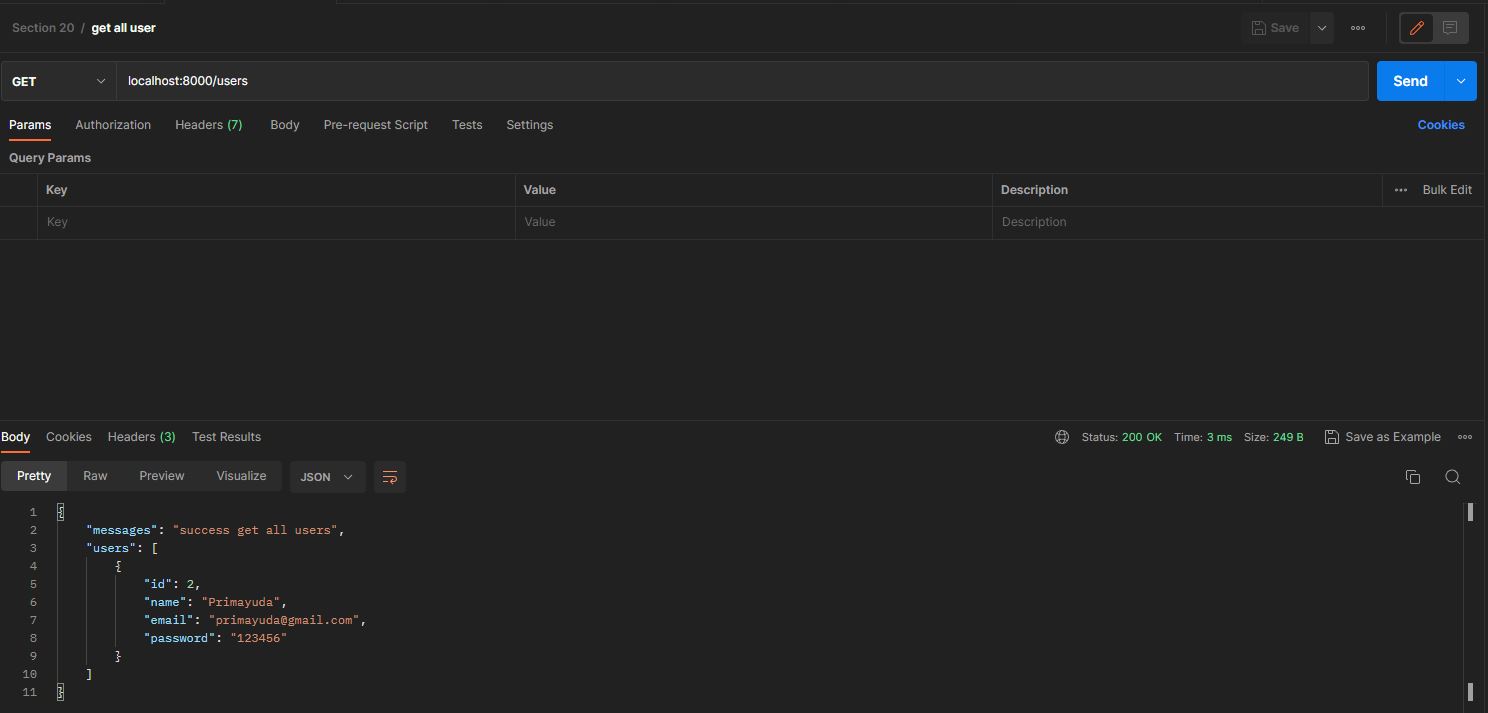 Section 20 / get all user
Save
GET localhost:8000/users Send
Params Authorization Headers (7) Body Pre-request Script Tests Settings Cookies
Query Params
Key Value Description Bulk Edit
Key Value Description
Body Cookies Headers (3) Test Results Status: 200 OK Time: 3 ms Size: 249 B Save as Example
Pretty Raw Preview Visualize JSON
1 {
2 "messages": "success get all users",
3 "users": [
4 {
5 "id": 2,
6 "name": "Primayuda",
7 "email": "primayuda@gmail.com",
8 "password": "123456"
9 }
10 ]
11 }